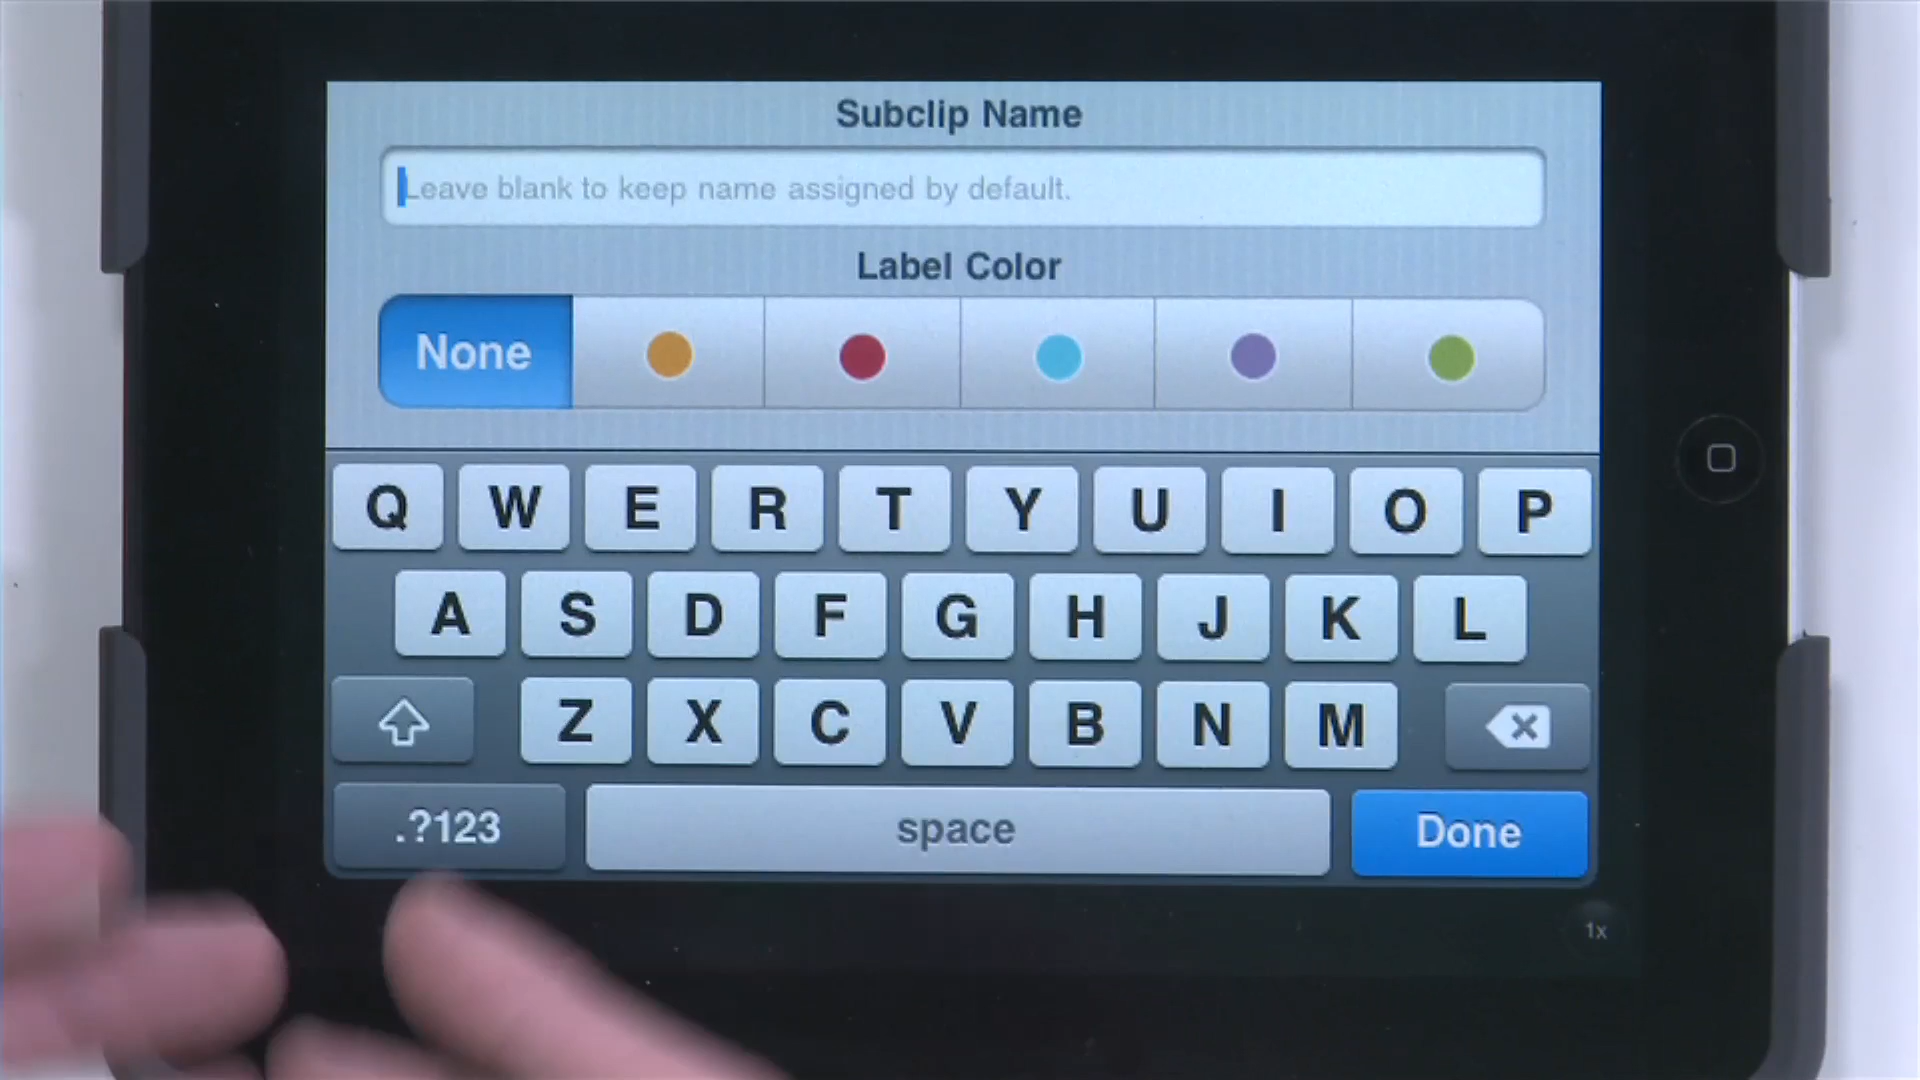 Subclip Name
Leave blank to keep name assigned by default.
Label Color
None
Q W E R T Y U I O P
A S D F G H J K L
Z X C V B N M
.?123 space Done
1x